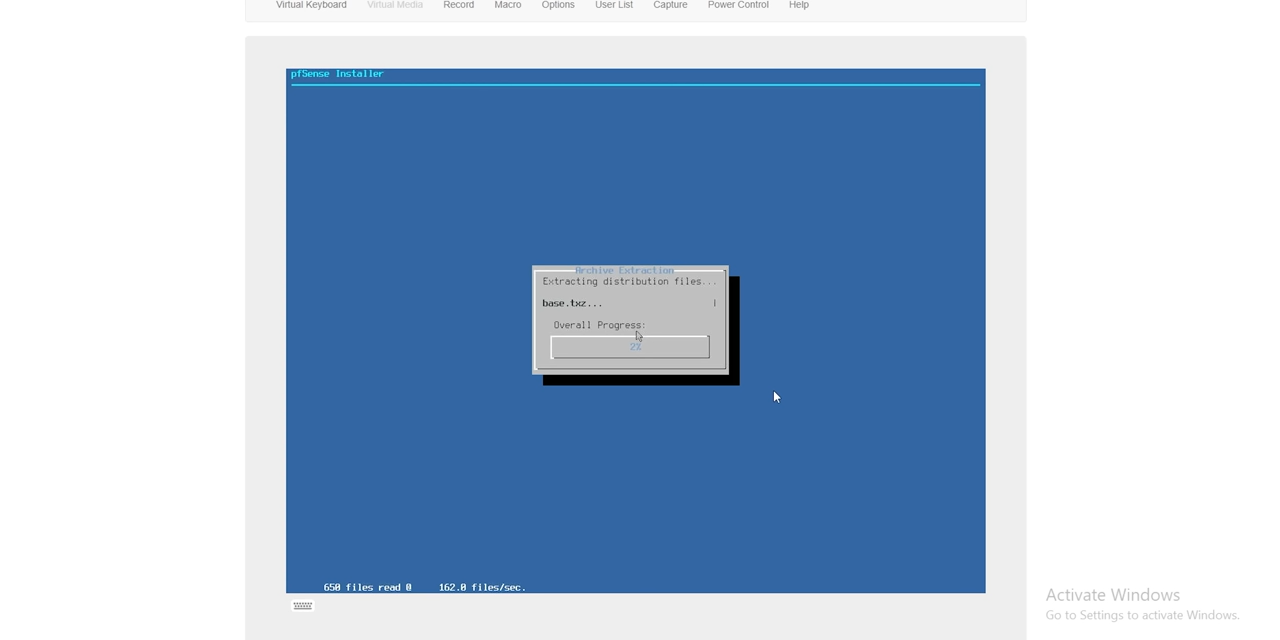 Virtual Keyboard Virtual Media Record Macro Options User List Capture Power Control Help
pfSense Installer
Archive Extraction
Extracting distribution files...
base.txz... |
Overall Progress:
2%
650 files read @ 162.0 files/sec.
Activate Windows
Go to Settings to activate Windows.